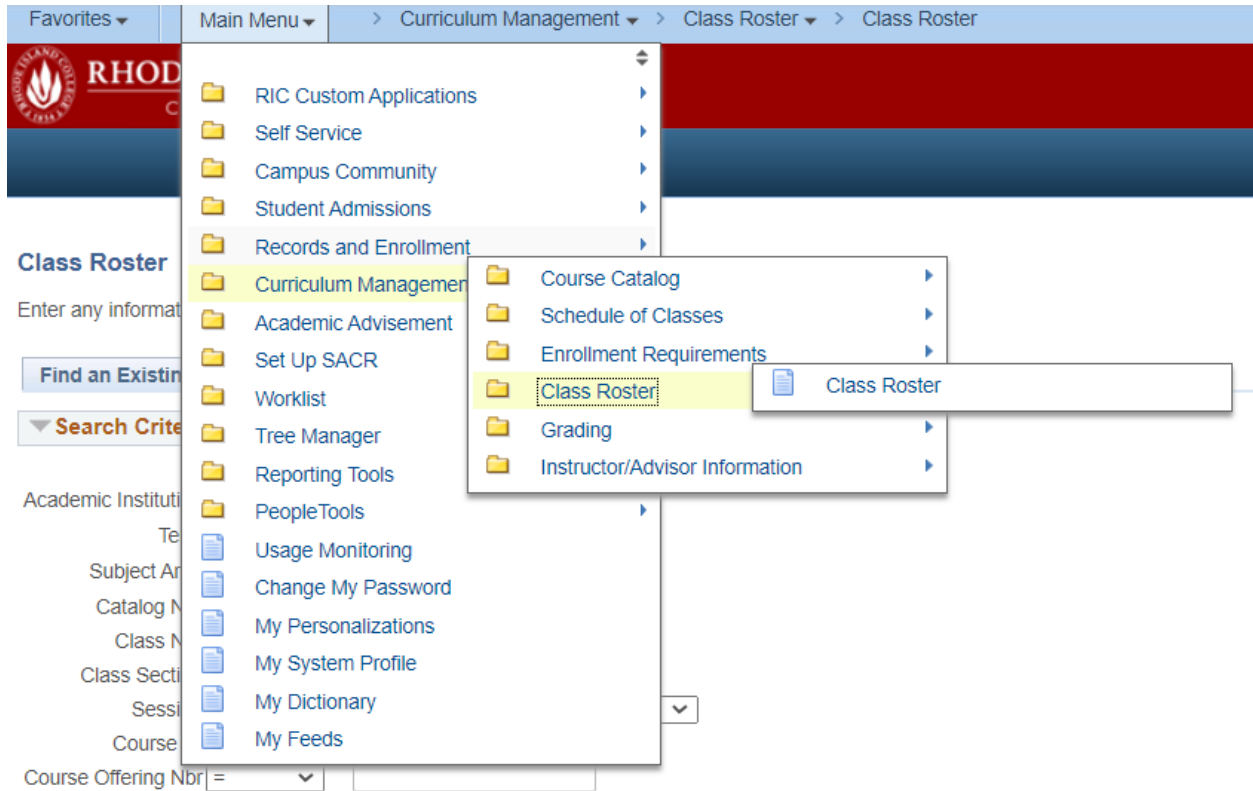 Favorites Main Menu > Curriculum Management > Class Roster > Class Roster
RHOD
C
RIC Custom Applications
Self Service
Campus Community
Student Admissions
Records and Enrollment
Curriculum Managemen
Academic Advisement
Set Up SACR
Worklist
Tree Manager
Reporting Tools
PeopleTools
Usage Monitoring
Change My Password
My Personalizations
My System Profile
My Dictionary
My Feeds
Course Catalog
Schedule of Classes
Enrollment Requirements
Class Roster
Grading
Instructor/Advisor Information
Class Roster
Class Roster
Enter any informat
Find an Existin
Search Crite
Academic Instituti
Te
Subject Ar
Catalog N
Class N
Class Secti
Sessi
Course
Course Offering Nbr =